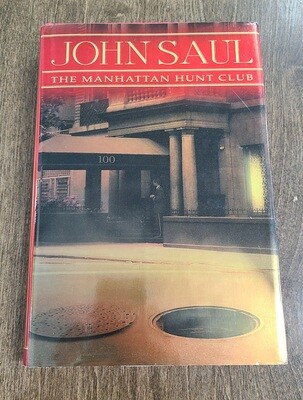 JOHN SAUL
THE MANHATTAN HUNT CLUB
100